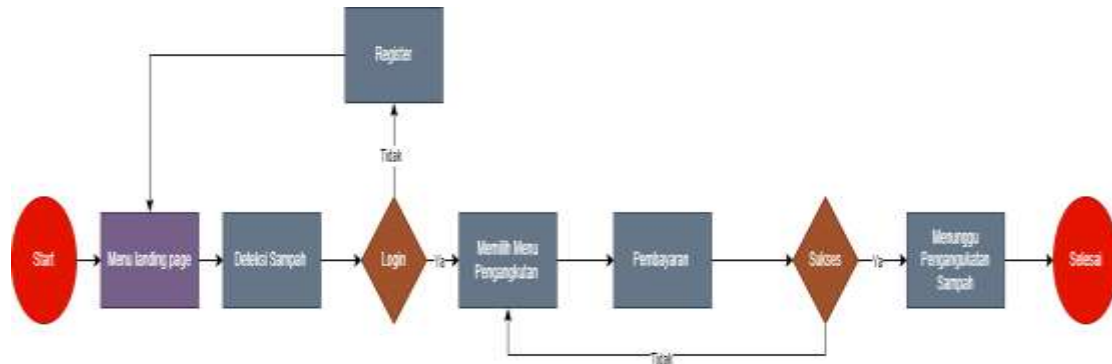 Register
Tidak
Start
Menu landing page
Deteksi Sampah
Login
Ya
Memilih Menu
Pengangkutan
Pembayaran
Sukses
Ya
Menunggu
Pengangukatan
Sampah
Selesai
Tidak